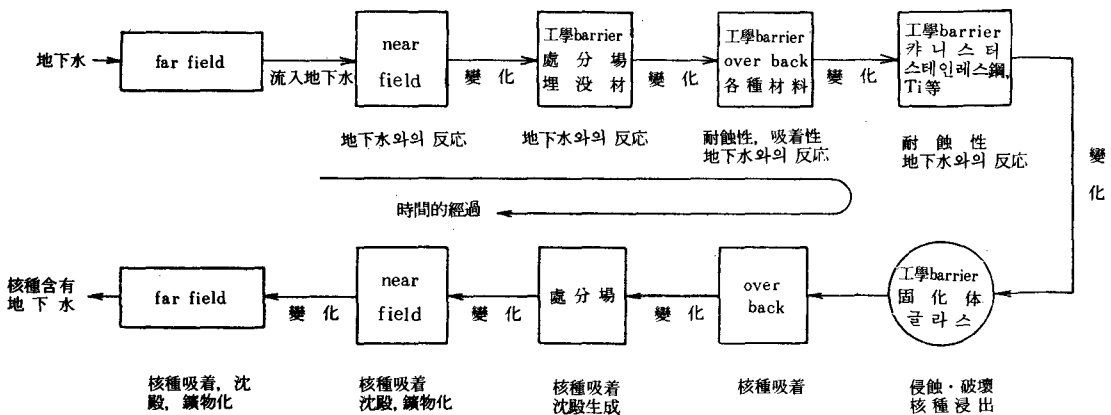 地下水
far field
流入地下水
near
field
變化
工學barrier
處分場
埋没材
變化
工學barrier
over back
各種材料
變化
工學barrier
캬니스터
스테인레스鋼,
Ti等
地下水와의 反応
地下水와의 反応
耐蝕性, 吸着性
地下水와의 反応
耐蝕性
地下水와의 反応
變
化
時間的經過
核種含有
地下水
far field
變化
near
field
變化
處分場
變化
over
back
工學barrier
固化体
글라스
核種吸着, 沈
殿, 鑛物化
核種吸着
沈殿, 鑛物化
核種吸着
沈殿生成
核種吸着
侵蝕・破壞
核種浸出